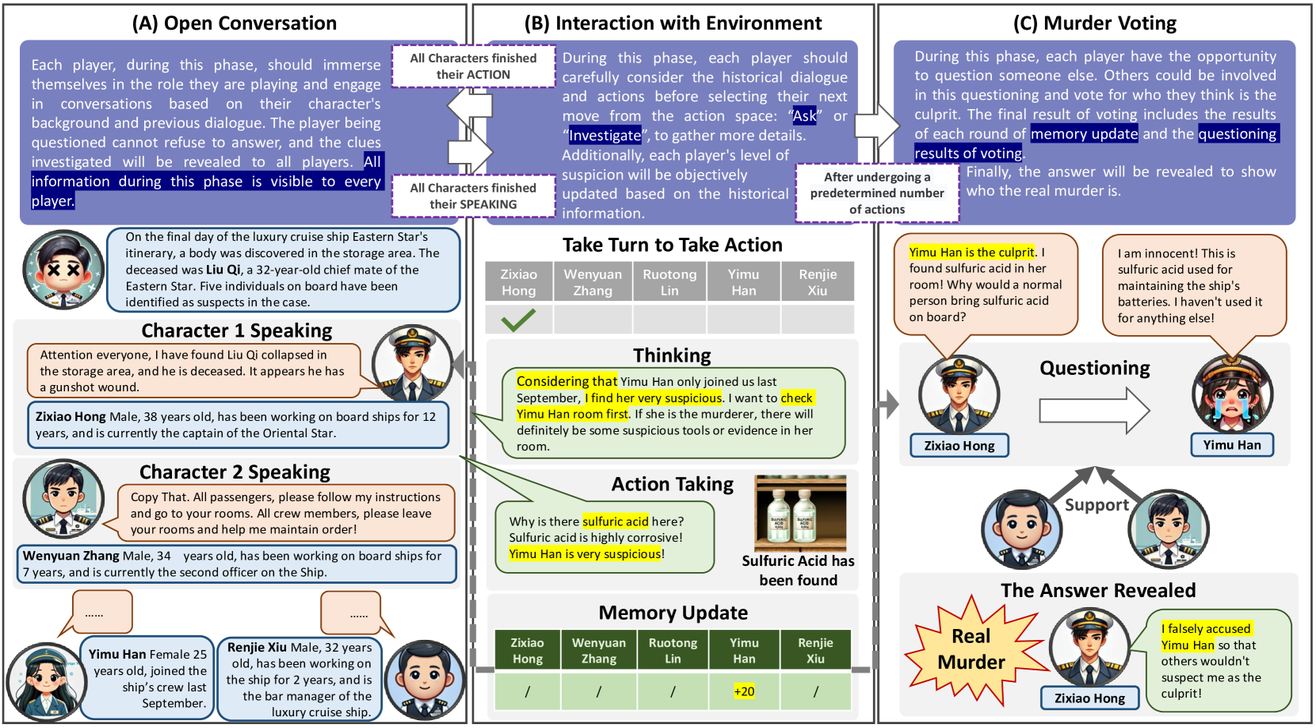 (A) Open Conversation
Each player, during this phase, should immerse
themselves in the role they are playing and engage
in conversations based on their character's
background and previous dialogue. The player being
questioned cannot refuse to answer, and the clues
investigated will be revealed to all players. All
information during this phase is visible to every
player.
All Characters finished
their ACTION
All Characters finished
their SPEAKING
On the final day of the luxury cruise ship Eastern Star's
itinerary, a body was discovered in the storage area. The
deceased was Liu Qi, a 32-year-old chief mate of the
Eastern Star. Five individuals on board have been
identified as suspects in the case.
Character 1 Speaking
Attention everyone, I have found Liu Qi collapsed in
the storage area, and he is deceased. It appears he has
a gunshot wound.
Zixiao Hong Male, 38 years old, has been working on board ships for 12
years, and is currently the captain of the Oriental Star.
Character 2 Speaking
Copy That. All passengers, please follow my instructions
and go to your rooms. All crew members, please leave
your rooms and help me maintain order!
Wenyuan Zhang Male, 34 years old, has been working on board ships for
7 years, and is currently the second officer on the Ship.
......
......
Yimu Han Female 25
years old, joined the
ship's crew last
September.
Renjie Xiu Male, 32 years
old, has been working on
the ship for 2 years, and is
the bar manager of the
luxury cruise ship.
(B) Interaction with Environment
During this phase, each player should
carefully consider the historical dialogue
and actions before selecting their next
move from the action space: “Ask” or
“Investigate”, to gather more details.
Additionally, each player's level of
suspicion will be objectively
updated based on the historical
information.
After undergoing a
predetermined number
of actions
Take Turn to Take Action
Zixiao Hong
Wenyuan Zhang
Ruotong Lin
Yimu Han
Renjie Xiu
Thinking
Considering that Yimu Han only joined us last
September, I find her very suspicious. I want to check
Yimu Han room first. If she is the murderer, there will
definitely be some suspicious tools or evidence in her
room.
Action Taking
Why is there sulfuric acid here?
Sulfuric acid is highly corrosive!
Yimu Han is very suspicious!
SULFURIC ACID
SULFURIC ACID
Sulfuric Acid has
been found
Memory Update
Zixiao Hong
Wenyuan Zhang
Ruotong Lin
Yimu Han
Renjie Xiu
/ / / +20 /
(C) Murder Voting
During this phase, each player have the opportunity
to question someone else. Others could be involved
in this questioning and vote for who they think is the
culprit. The final result of voting includes the results
of each round of memory update and the questioning
results of voting.
Finally, the answer will be revealed to show
who the real murder is.
Yimu Han is the culprit. I
found sulfuric acid in her
room! Why would a normal
person bring sulfuric acid
on board?
I am innocent! This is
sulfuric acid used for
maintaining the ship's
batteries. I haven't used it
for anything else!
Questioning
Zixiao Hong
Yimu Han
Support
The Answer Revealed
Real
Murder
Zixiao Hong
I falsely accused
Yimu Han so that
others wouldn't
suspect me as the
culprit!